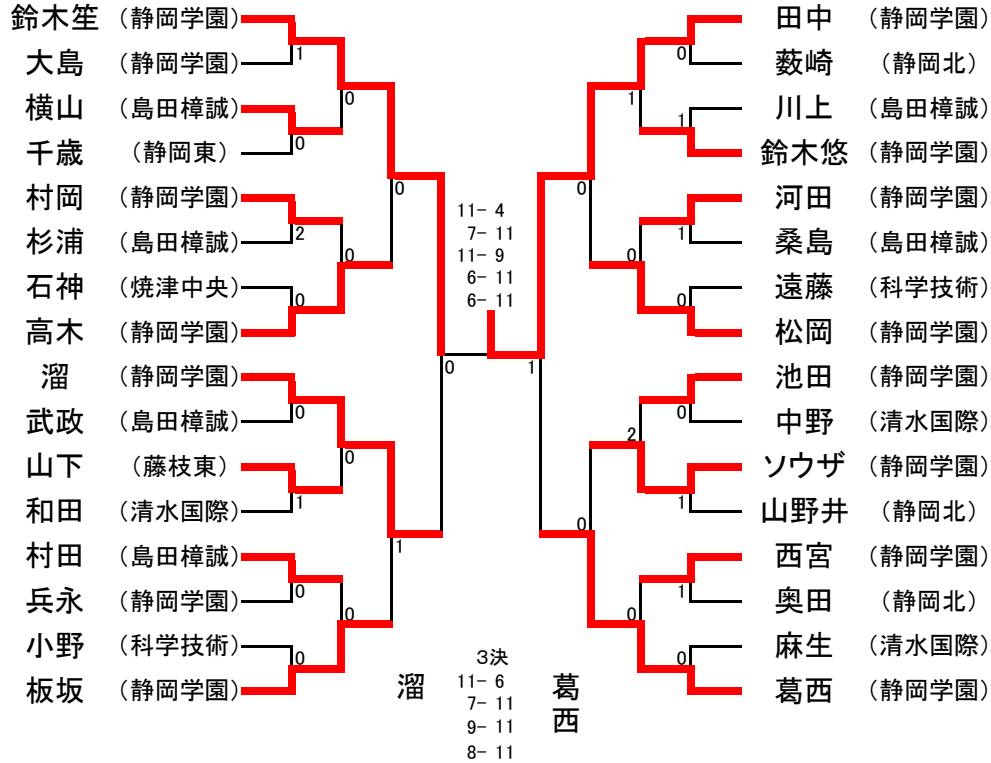 鈴木笙 (静岡学園)
1
大島 (静岡学園)
0
横山 (島田樟誠)
0
千歳 (静岡東)
0
村岡 (静岡学園)
2
杉浦 (島田樟誠)
0
石神 (焼津中央)
0
高木 (静岡学園)
溜 (静岡学園)
0
武政 (島田樟誠)
0
山下 (藤枝東)
1
和田 (清水国際)
1
村田 (島田樟誠)
0
兵永 (静岡学園)
0
小野 (科学技術)
0
板坂 (静岡学園)
11- 4
7- 11
11- 9
6- 11
6- 11
0
1
3決
11- 6
7- 11
9- 11
8- 11
溜
葛西
田中 (静岡学園)
0
薮崎 (静岡北)
1
川上 (島田樟誠)
1
鈴木悠 (静岡学園)
0
河田 (静岡学園)
1
桑島 (島田樟誠)
0
遠藤 (科学技術)
0
松岡 (静岡学園)
池田 (静岡学園)
0
中野 (清水国際)
2
ソウザ (静岡学園)
1
山野井 (静岡北)
0
西宮 (静岡学園)
1
奥田 (静岡北)
0
麻生 (清水国際)
0
葛西 (静岡学園)